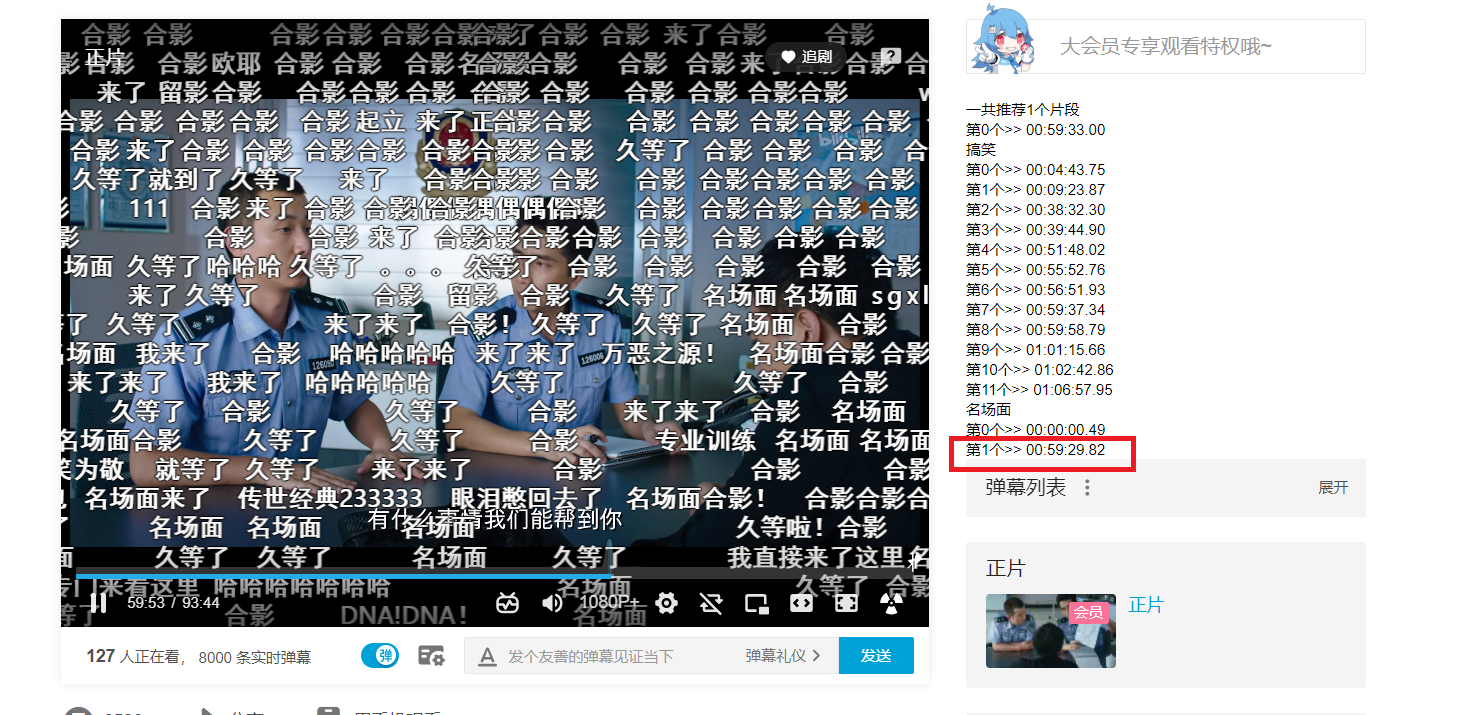 合影 合影 合影合影 合影合影 合影 合影 来了 合影 合影
正片
追剧
影 合影 合影欧耶 合影 合影 合影名 合影 合影来 合影 合
来了 留影合影 合影 合影 合影 合影 合影 合影 合影合影
合影 合影 合影合影 合影起立 来了正 合影合影 合影 合影 合影合影 合影
合影来了合影 合影 合影合影 合影合影影合影 久等了 合影 合影 合影 合
久等了就到了久等了 来了 合影合影影 合影 合影 合影合影合影 合影
111 合影来了 合影 合影 偶偶偶 合影 合影 合影合影 合影合影
影 合影 合影 来了 合影 合影合影合影 合影 合影 合影 合影
场面 久等了哈哈哈久等了 。。。 久等了 合影 合影 合影 合影 合影
来了久等了 合影 留影 合影 久等了 名场面名场面 sgxl
了 久等了 来了来了 合影！ 久等了 久等了 名场面 合影
场面 我来了 合影 哈哈哈哈哈 来了来了 万恶之源！ 名场面合影合影
来了来了 我来了 哈哈哈哈哈 久等了 久等了 合影
久等了 合影 久等了 合影 来了来了 合影 名场面
名场面合影 久等了 久等了 合影 专业训练 名场面 名场面
笑为敬 就等了 久等了 来了来了 合影 合影 合影
名场面来了 传世经典233333 眼泪憋回去了 名场面合影！ 合影合影合
名场面 名场面 名场面 久等啦！合影
有什么事情我们能帮到你
面 久等了 久等了 名场面 久等了 我直接来了这里名
专门来看这里 哈哈哈哈哈哈哈 名场面 久等了 合影
59:53 / 93:44
1080P+
等了 合影 DNA!DNA！ 名场面
127 人正在看， 8000 条实时弹幕
弹
发个友善的弹幕见证当下
弹幕礼仪
发送
大会员专享观看特权哦~
一共推荐1个片段
第0个>> 00:59:33.00
搞笑
第0个>> 00:04:43.75
第1个>> 00:09:23.87
第2个>> 00:38:32.30
第3个>> 00:39:44.90
第4个>> 00:51:48.02
第5个>> 00:55:52.76
第6个>> 00:56:51.93
第7个>> 00:59:37.34
第8个>> 00:59:58.79
第9个>> 01:01:15.66
第10个>> 01:02:42.86
第11个>> 01:06:57.95
名场面
第0个>> 00:00:00.49
第1个>> 00:59:29.82
弹幕列表
展开
正片
会员
正片